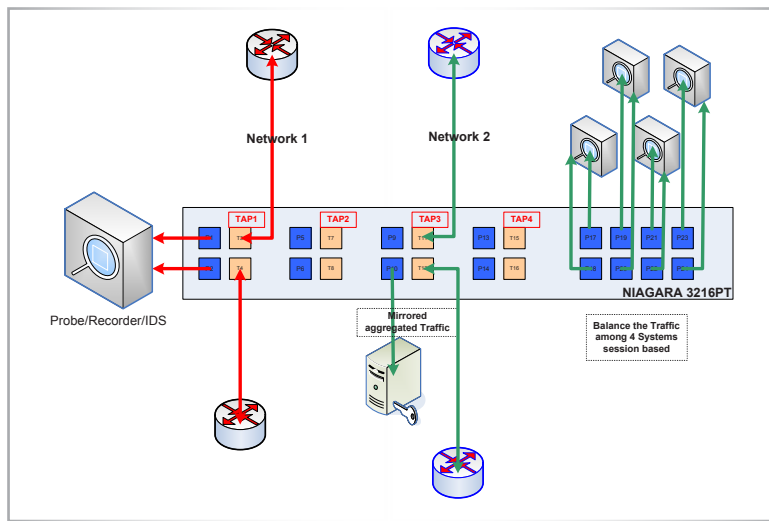 Network 1
Network 2
TAP1
TAP2
TAP3
TAP4
P5
T7
P9
P13
T15
P17
P19
P21
P23
P6
T8
P14
T16
NIAGARA 3216PT
Probe/Recorder/IDS
Mirrored
aggregated Traffic
Balance the Traffic
among 4 Systems
session based